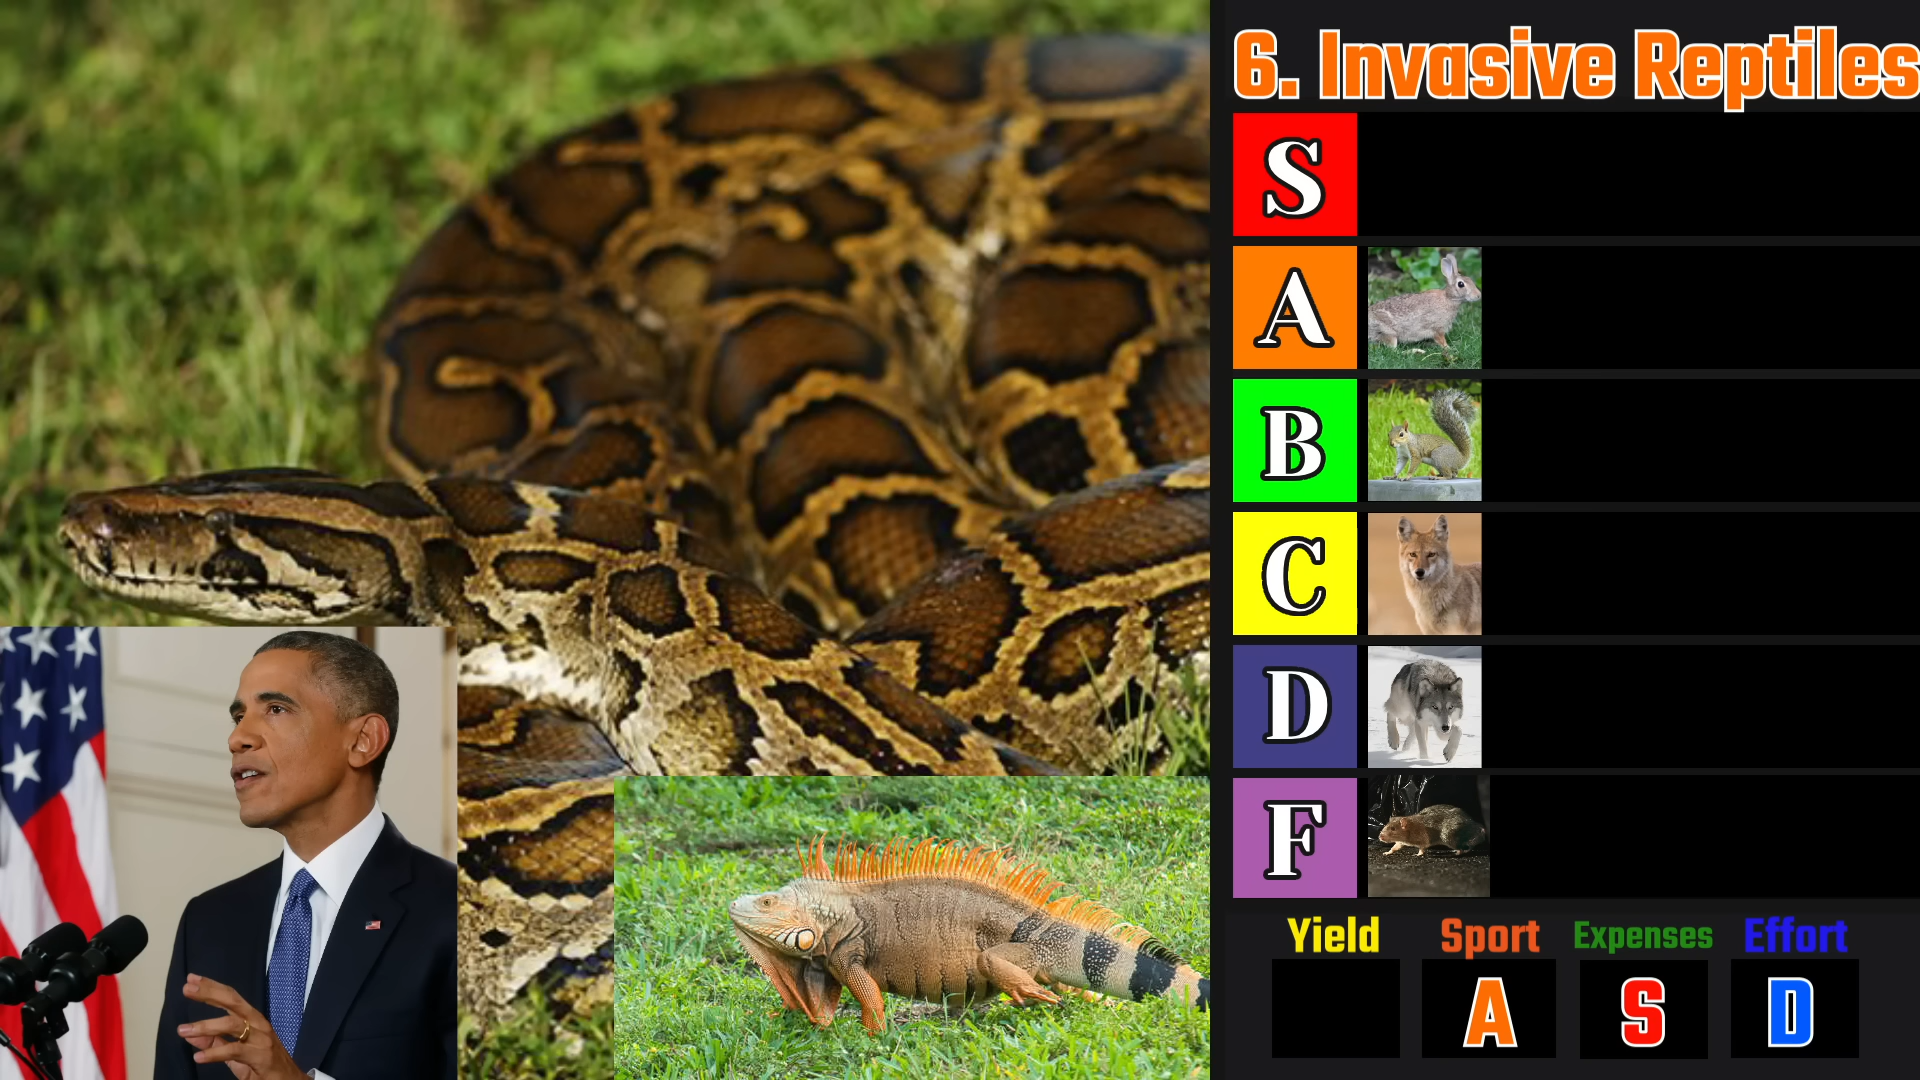 6. Invasive Reptiles
S
A
B
C
D
F
Yield Sport Expenses Effort
A S D